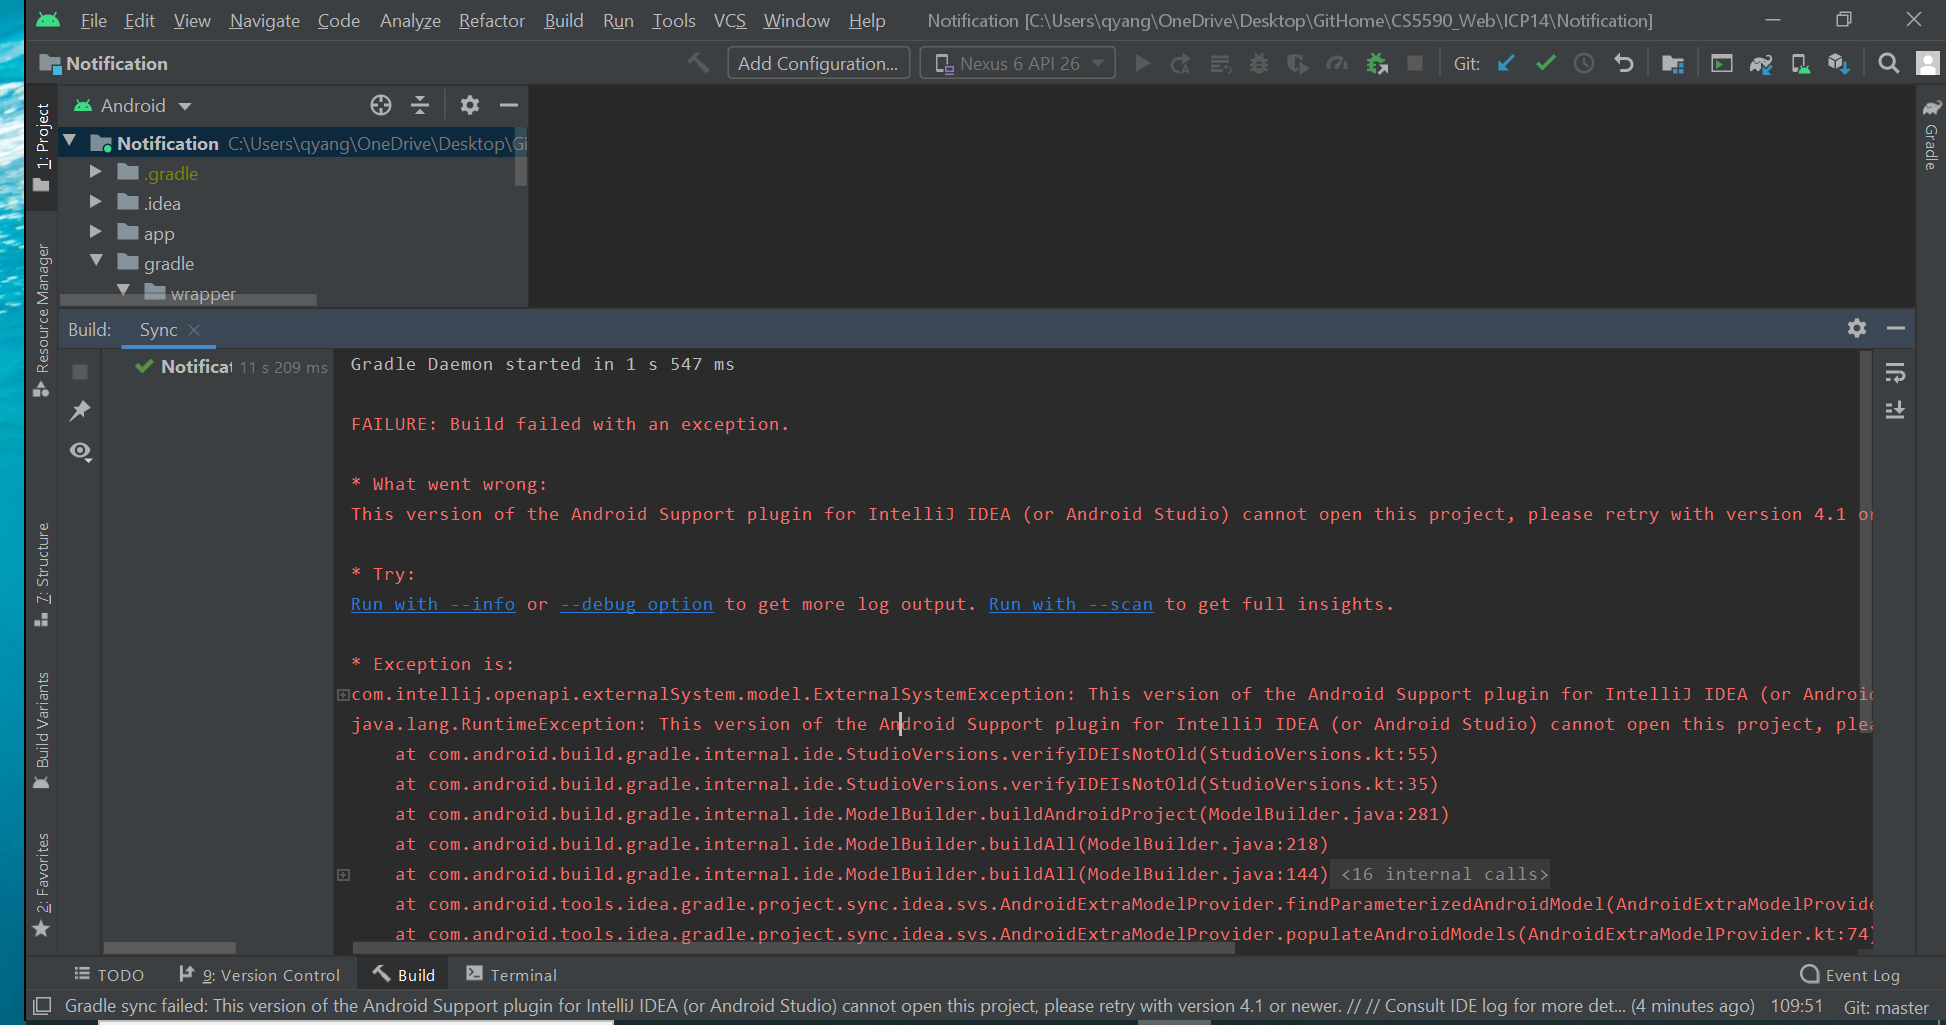 File Edit View Navigate Code Analyze Refactor Build Run Tools VCS Window Help Notification [C:\Users\qyang\OneDrive\Desktop\GitHome\CS5590_Web\ICP14\Notification]
Notification Add Configuration... Nexus 6 API 26 Git:
Android
Notification C:\Users\qyang\OneDrive\Desktop\Gi
.gradle
.idea
app
gradle
wrapper
1: Project
Resource Manager
7: Structure
Build Variants
2: Favorites
Gradle
Build: Sync
Notificat 11 s 209 ms
Gradle Daemon started in 1 s 547 ms
FAILURE: Build failed with an exception.
* What went wrong:
This version of the Android Support plugin for IntelliJ IDEA (or Android Studio) cannot open this project, please retry with version 4.1 or
* Try:
Run with --info or --debug option to get more log output. Run with --scan to get full insights.
* Exception is:
com.intellij.openapi.externalSystem.model.ExternalSystemException: This version of the Android Support plugin for IntelliJ IDEA (or Androi
java.lang.RuntimeException: This version of the Android Support plugin for IntelliJ IDEA (or Android Studio) cannot open this project, plea
at com.android.build.gradle.internal.ide.StudioVersions.verifyIDEIsNotOld(StudioVersions.kt:55)
at com.android.build.gradle.internal.ide.StudioVersions.verifyIDEIsNotOld(StudioVersions.kt:35)
at com.android.build.gradle.internal.ide.ModelBuilder.buildAndroidProject(ModelBuilder.java:281)
at com.android.build.gradle.internal.ide.ModelBuilder.buildAll(ModelBuilder.java:218)
at com.android.build.gradle.internal.ide.ModelBuilder.buildAll(ModelBuilder.java:144) <16 internal calls>
at com.android.tools.idea.gradle.project.sync.idea.svs.AndroidExtraModelProvider.findParameterizedAndroidModel(AndroidExtraModelProvide
at com.android.tools.idea.gradle.project.sync.idea.svs.AndroidExtraModelProvider.populateAndroidModels(AndroidExtraModelProvider.kt:74)
TODO 9: Version Control Build Terminal Event Log
Gradle sync failed: This version of the Android Support plugin for IntelliJ IDEA (or Android Studio) cannot open this project, please retry with version 4.1 or newer. // // Consult IDE log for more det... (4 minutes ago) 109:51 Git: master